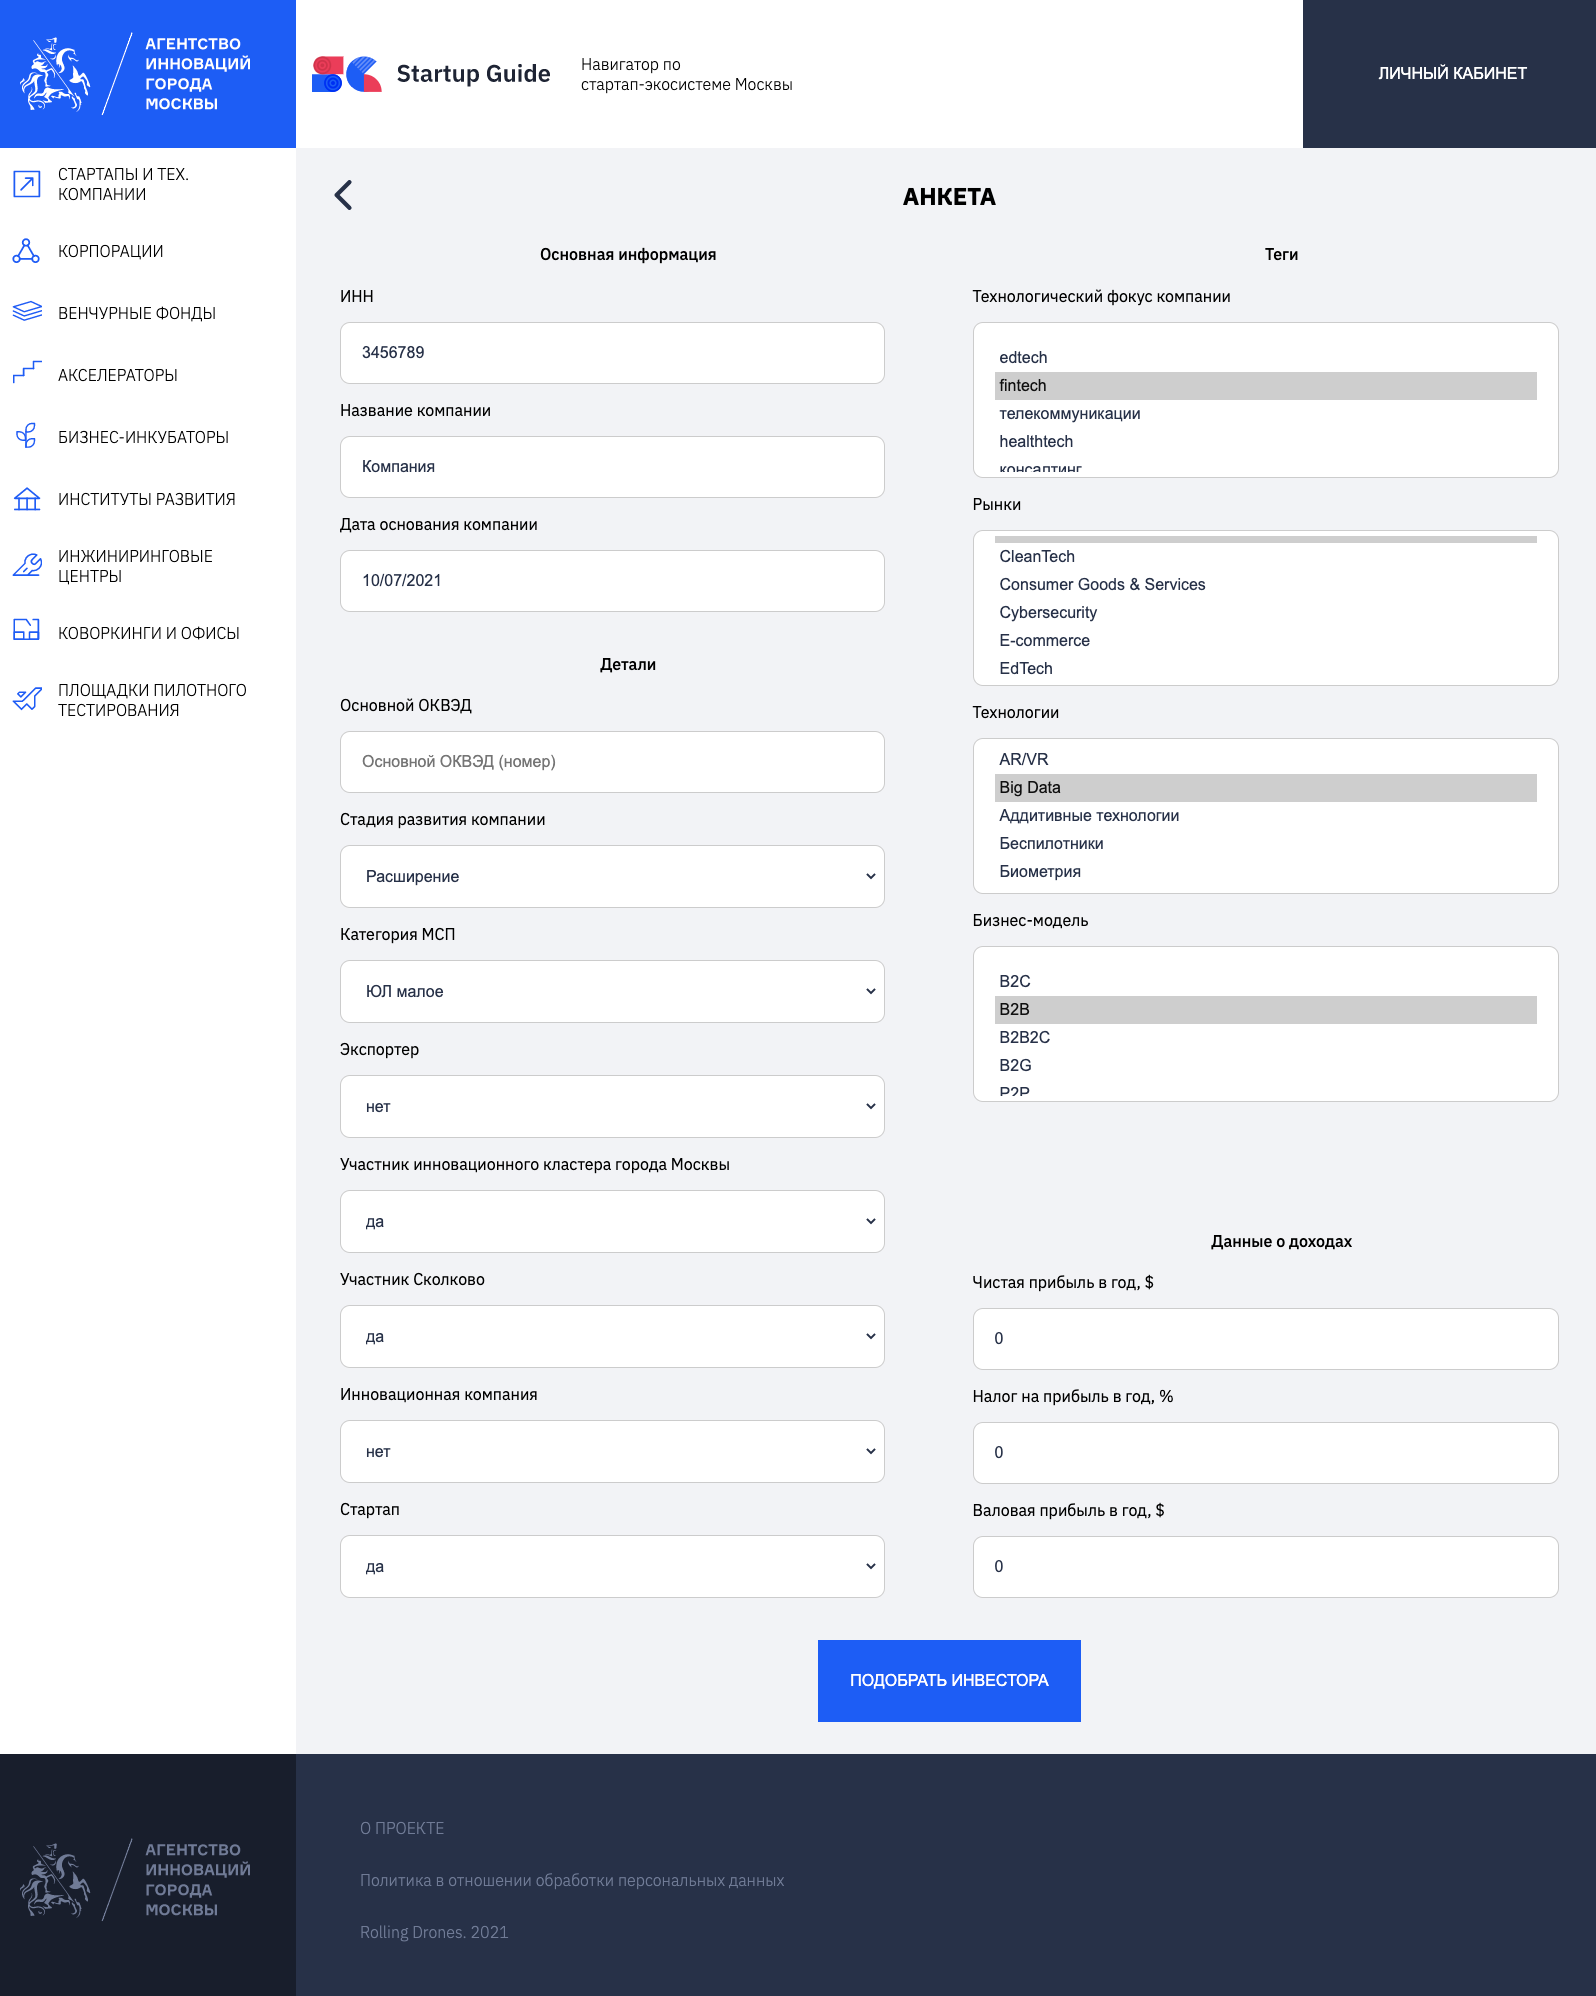 АГЕНТСТВО
ИННОВАЦИЙ
ГОРОДА
МОСКВЫ
Startup Guide
Навигатор по
стартап-экосистеме Москвы
ЛИЧНЫЙ КАБИНЕТ
СТАРТАПЫ И ТЕХ.
КОМПАНИИ
КОРПОРАЦИИ
ВЕНЧУРНЫЕ ФОНДЫ
АКСЕЛЕРАТОРЫ
БИЗНЕС-ИНКУБАТОРЫ
ИНСТИТУТЫ РАЗВИТИЯ
ИНЖИНИРИНГОВЫЕ
ЦЕНТРЫ
КОВОРКИНГИ И ОФИСЫ
ПЛОЩАДКИ ПИЛОТНОГО
ТЕСТИРОВАНИЯ
АНКЕТА
Основная информация
ИНН
3456789
Название компании
Компания
Дата основания компании
10/07/2021
Детали
Основной ОКВЭД
Основной ОКВЭД (номер)
Стадия развития компании
Расширение
Категория МСП
ЮЛ малое
Экспортер
нет
Участник инновационного кластера города Москвы
да
Участник Сколково
да
Инновационная компания
нет
Стартап
да
Теги
Технологический фокус компании
edtech
fintech
телекоммуникации
healthtech
консалтинг
Рынки
CleanTech
Consumer Goods & Services
Cybersecurity
E-commerce
EdTech
Технологии
AR/VR
Big Data
Аддитивные технологии
Беспилотники
Биометрия
Бизнес-модель
B2C
B2B
B2B2C
B2G
P2P
Данные о доходах
Чистая прибыль в год, $
0
Налог на прибыль в год, %
0
Валовая прибыль в год, $
0
ПОДОБРАТЬ ИНВЕСТОРА
АГЕНТСТВО
ИННОВАЦИЙ
ГОРОДА
МОСКВЫ
О ПРОЕКТЕ
Политика в отношении обработки персональных данных
Rolling Drones. 2021